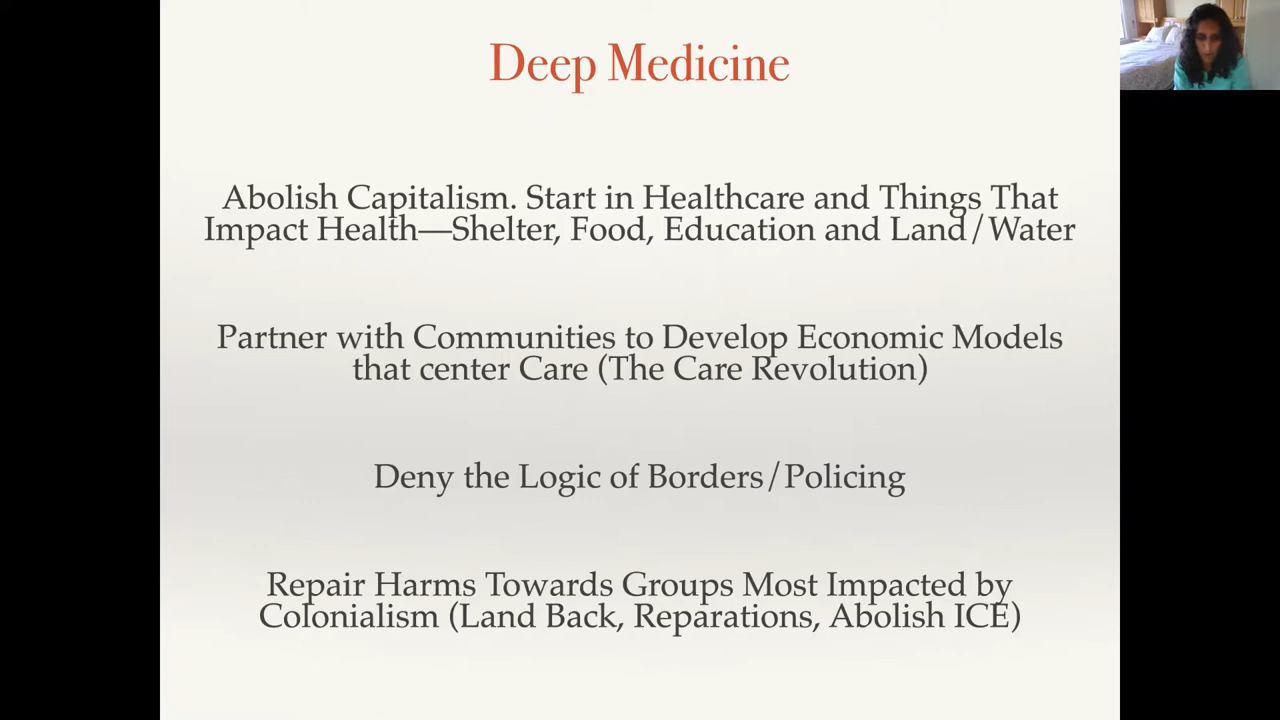 Deep Medicine
Abolish Capitalism. Start in Healthcare and Things That
Impact Health—Shelter, Food, Education and Land/Water
Partner with Communities to Develop Economic Models
that center Care (The Care Revolution)
Deny the Logic of Borders/Policing
Repair Harms Towards Groups Most Impacted by
Colonialism (Land Back, Reparations, Abolish ICE)